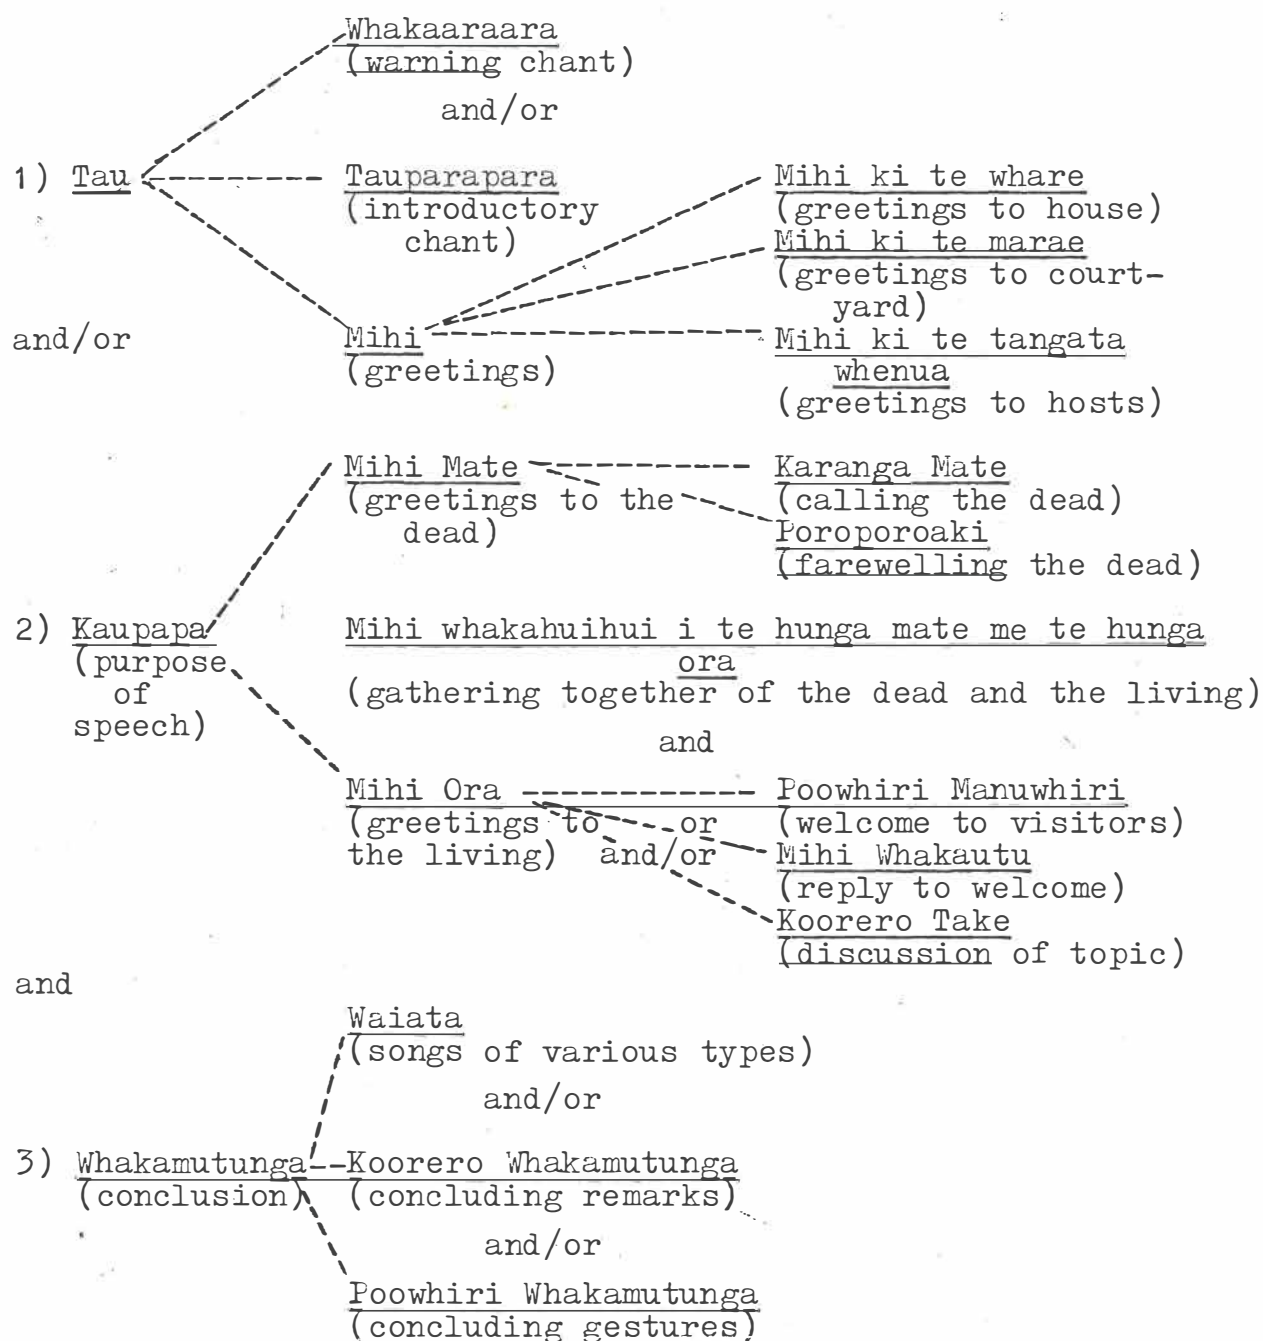 Whakaaraara
(warning chant)
and/or
1) Tau
Tauparapara
(introductory
chant)
Mihi ki te whare
(greetings to house)
Mihi ki te marae
(greetings to court-
yard)
and/or
Mihi
(greetings)
Mihi ki te tangata
whenua
(greetings to hosts)
Mihi Mate
(greetings to the
dead)
Karanga Mate
(calling the dead)
Poroporoaki
(farewelling the dead)
2) Kaupapa
(purpose
of
speech)
Mihi whakahuihui i te hunga mate me te hunga
ora
(gathering together of the dead and the living)
and
Mihi Ora
(greetings to
the living)
or
and/or
Poowhiri Manuwhiri
(welcome to visitors)
Mihi Whakautu
(reply to welcome)
Koorero Take
(discussion of topic)
and
Waiata
(songs of various types)
and/or
3) Whakamutunga
(conclusion)
Koorero Whakamutunga
(concluding remarks)
and/or
Poowhiri Whakamutunga
(concluding gestures)